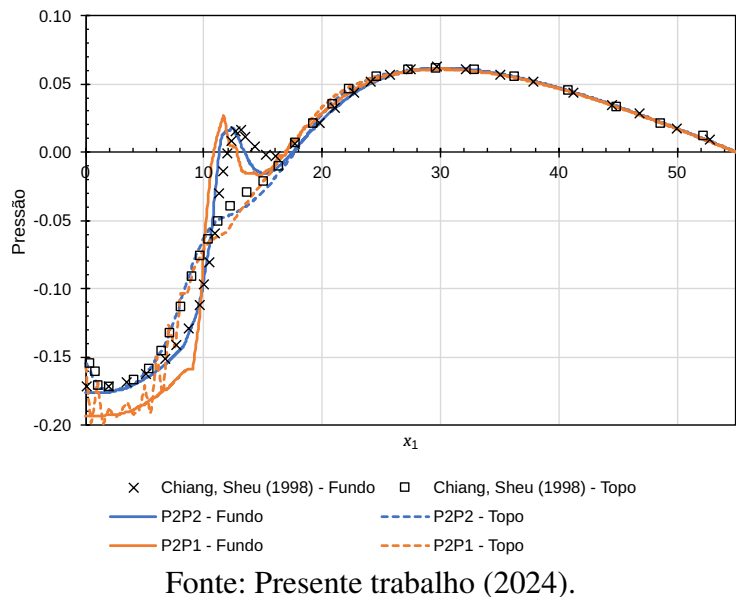 0.10
0.05
0.00
-0.05
-0.10
-0.15
-0.20
Pressão
0 10 20 30 40 50
x₁
Chiang, Sheu (1998) - Fundo Chiang, Sheu (1998) - Topo
P2P2 - Fundo P2P2 - Topo
P2P1 - Fundo P2P1 - Topo
Fonte: Presente trabalho (2024).